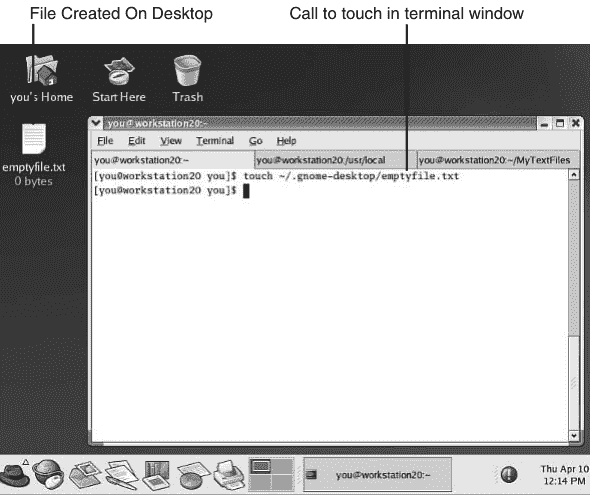 File Created On Desktop
Call to touch in terminal window
you's Home
Start Here
Trash
emptyfile.txt
0 bytes
you@workstation20:~
File Edit View Terminal Go Help
you@workstation20:~
you@workstation20:/usr/local
you@workstation20:~/MyTextFiles
[you@workstation20 you]$ touch ~/.gnome-desktop/emptyfile.txt
[you@workstation20 you]$
you@workstation20:~
Thu Apr 10
12:14 PM